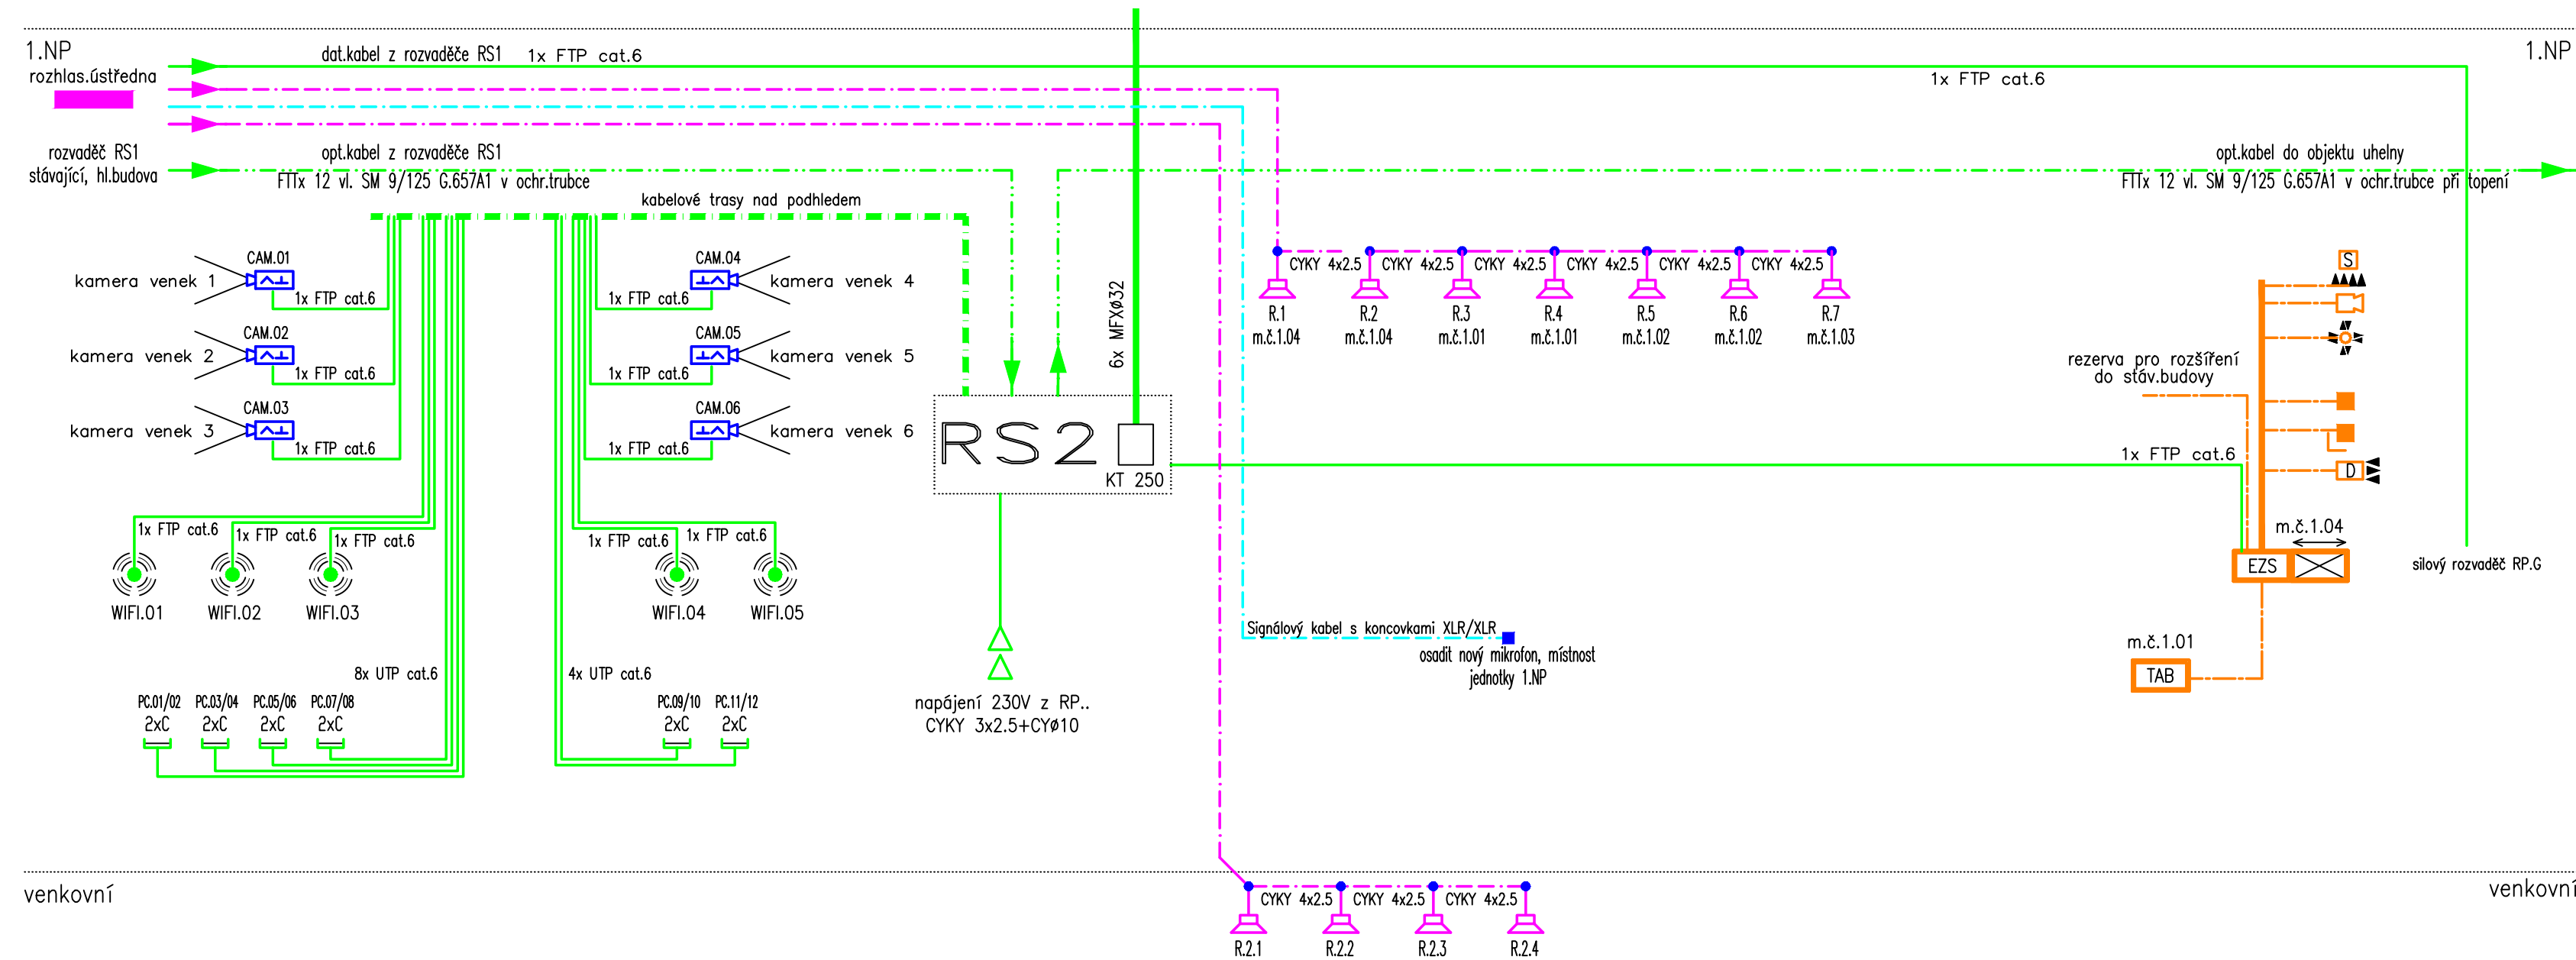 1.NP
1.NP
rozhlas.ústředna
dat.kabel z rozvaděče RS1
1x FTP cat.6
1x FTP cat.6
rozvaděč RS1
stávající, hl.budova
opt.kabel z rozvaděče RS1
FTTx 12 vl. SM 9/125 G.657A1 v ochr.trubce
opt.kabel do objektu uhelny
FTTx 12 vl. SM 9/125 G.657A1 v ochr.trubce při topení
kabelové trasy nad podhledem
CAM.01
kamera venek 1
1x FTP cat.6
CAM.02
kamera venek 2
1x FTP cat.6
CAM.03
kamera venek 3
1x FTP cat.6
CAM.04
kamera venek 4
1x FTP cat.6
CAM.05
kamera venek 5
1x FTP cat.6
CAM.06
kamera venek 6
1x FTP cat.6
6x MFXø32
RS2
KT 250
CYKY 4x2.5
CYKY 4x2.5
CYKY 4x2.5
CYKY 4x2.5
CYKY 4x2.5
CYKY 4x2.5
R.1
R.2
R.3
R.4
R.5
R.6
R.7
m.č.1.04
m.č.1.04
m.č.1.01
m.č.1.01
m.č.1.02
m.č.1.02
m.č.1.03
S
rezerva pro rozšíření
do stáv.budovy
1x FTP cat.6
D
m.č.1.04
EZS
silový rozvaděč RP.G
m.č.1.01
TAB
1x FTP cat.6
1x FTP cat.6
1x FTP cat.6
1x FTP cat.6
1x FTP cat.6
WIFI.01
WIFI.02
WIFI.03
WIFI.04
WIFI.05
8x UTP cat.6
4x UTP cat.6
PC.01/02
PC.03/04
PC.05/06
PC.07/08
PC.09/10
PC.11/12
2xC
2xC
2xC
2xC
2xC
2xC
napájení 230V z RP..
CYKY 3x2.5+CYø10
Signálový kabel s koncovkami XLR/XLR
osadit nový mikrofon, místnost
jednotky 1.NP
venkovní
venkovní
CYKY 4x2.5
CYKY 4x2.5
CYKY 4x2.5
R.2.1
R.2.2
R.2.3
R.2.4